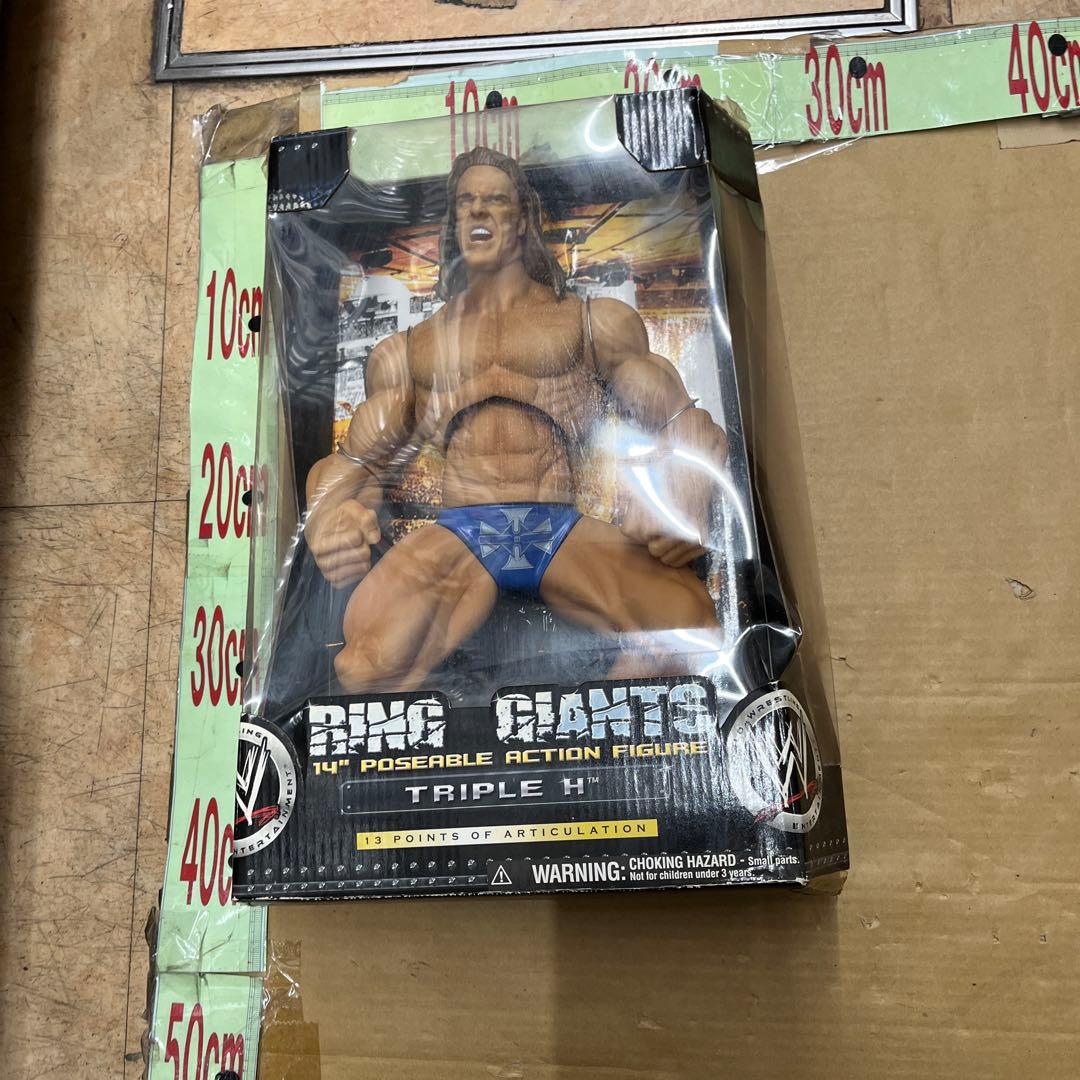 10cm
30cm
10cm
20cm
30cm
40cm
50cm
RING GIANTS
14" POSEABLE ACTION FIGURE
TRIPLE H™
13 POINTS OF ARTICULATION
WARNING: CHOKING HAZARD - Small parts.
Not for children under 3 years.
ENTERTAINMENT